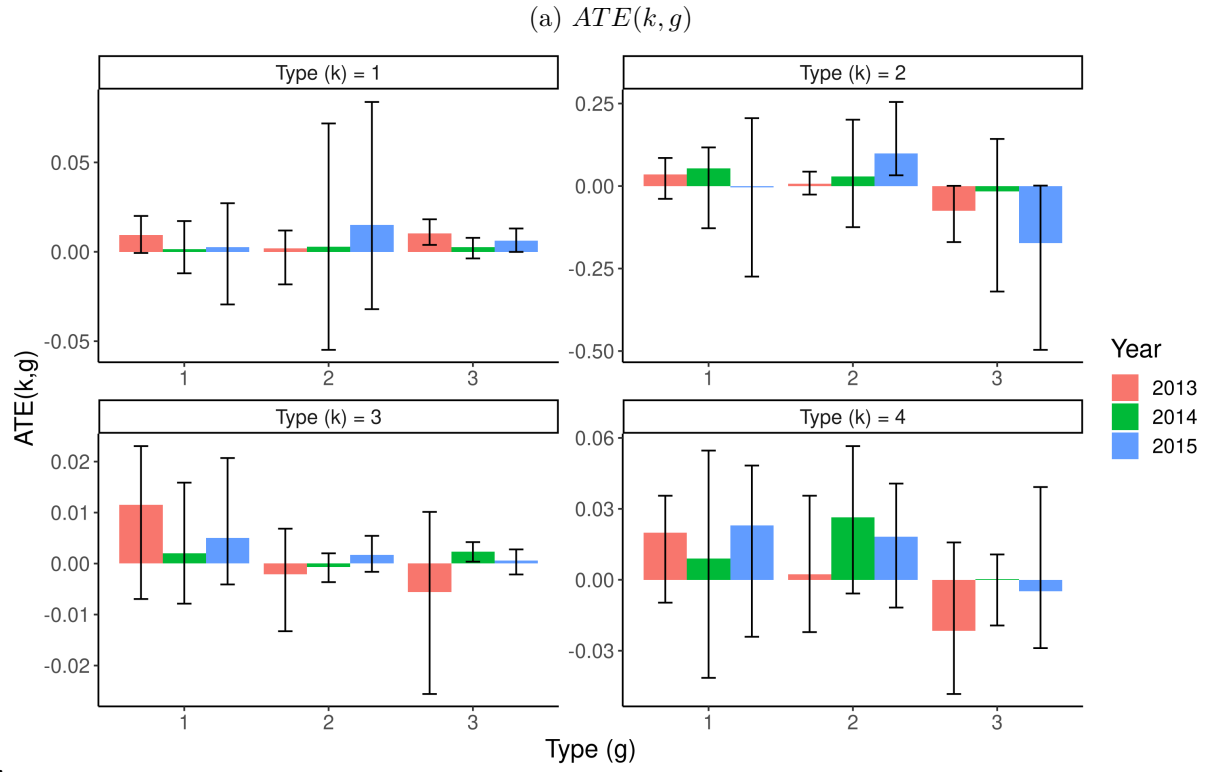 (a) ATE(k, g)
Type (k) = 1
Type (k) = 2
0.05
0.00
-0.05
0.25
0.00
-0.25
-0.50
1 2 3
1 2 3
Type (k) = 3
Type (k) = 4
0.02
0.01
0.00
-0.01
-0.02
0.06
0.03
0.00
-0.03
1 2 3
1 2 3
ATE(k,g)
Type (g)
Year
2013
2014
2015